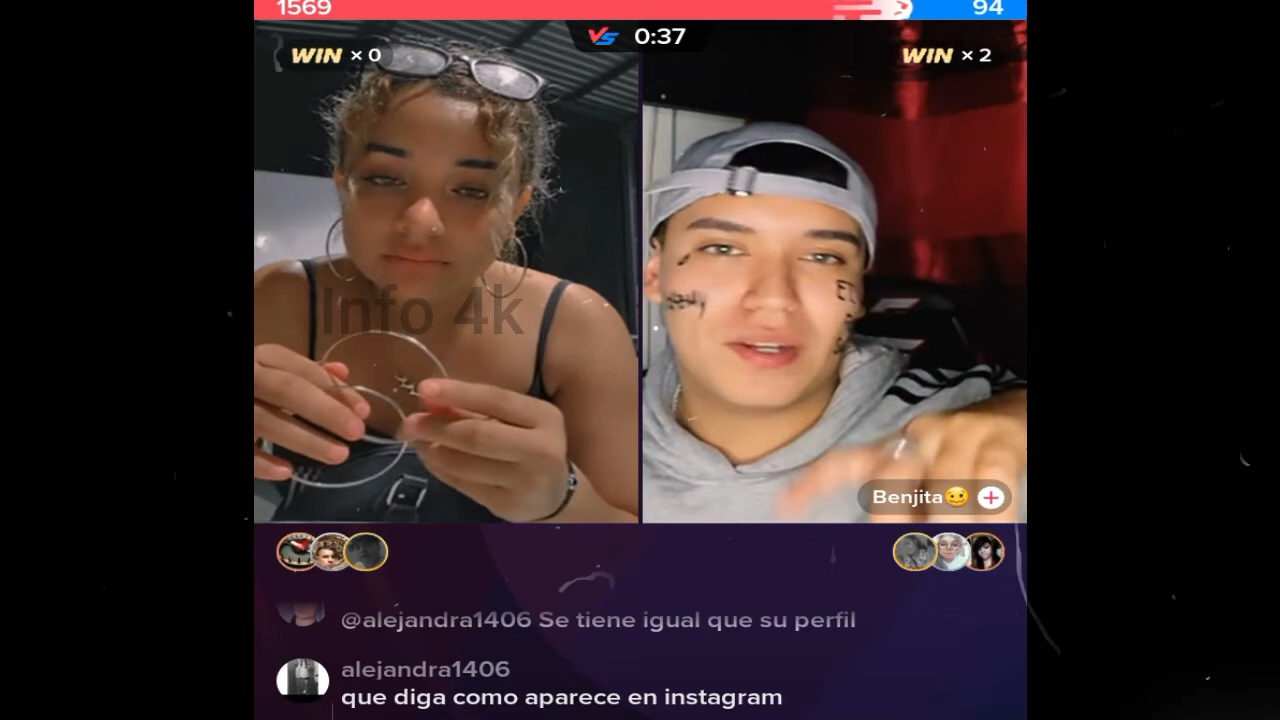 1569
94
VS 0:37
WIN × 0
WIN × 2
Info 4k
Benjita
@alejandra1406 Se tiene igual que su perfil
alejandra1406
que diga como aparece en instagram